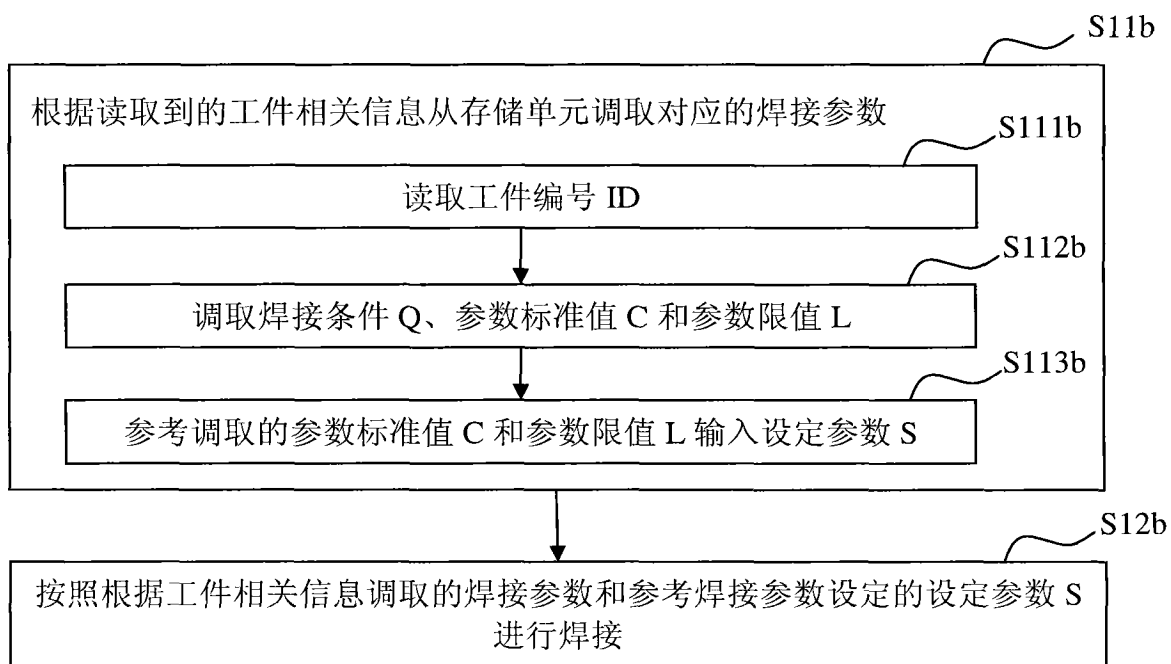 S11b
根据读取到的工件相关信息从存储单元调取对应的焊接参数
S111b
读取工件编号 ID
S112b
调取焊接条件 Q、参数标准值 C 和参数限值 L
S113b
参考调取的参数标准值 C 和参数限值 L 输入设定参数 S
S12b
按照根据工件相关信息调取的焊接参数和参考焊接参数设定的设定参数 S
进行焊接